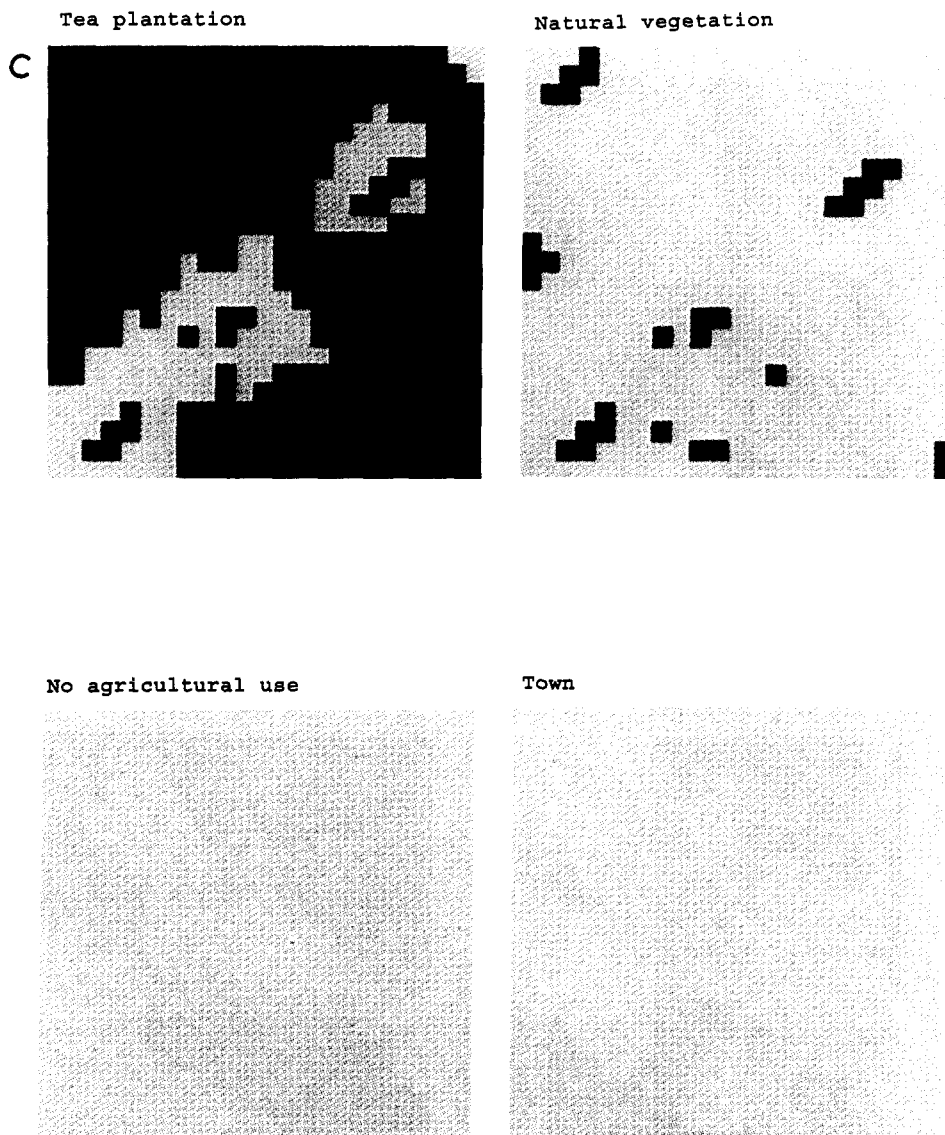 Tea plantation
Natural vegetation
C
No agricultural use
Town